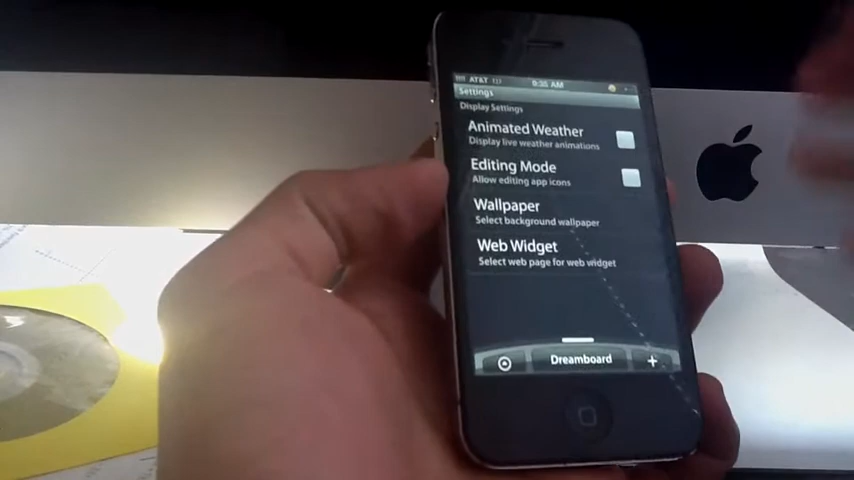 AT&T 9:35 AM
Settings
Display Settings
Animated Weather
Display live weather animations
Editing Mode
Allow editing app icons
Wallpaper
Select background wallpaper
Web Widget
Select web page for web widget
Dreamboard
+